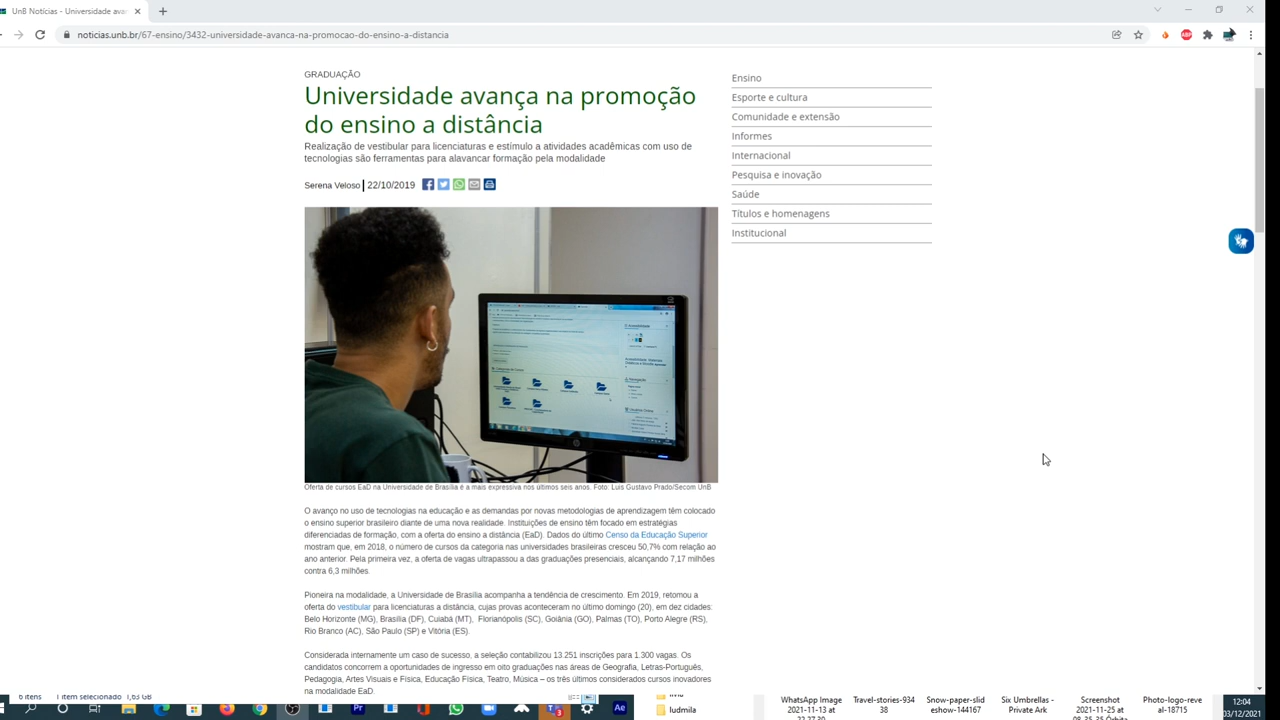 UnB Notícias - Universidade avan
noticias.unb.br/67-ensino/3432-universidade-avanca-na-promocao-do-ensino-a-distancia
GRADUAÇÃO
Universidade avança na promoção
do ensino a distância
Realização de vestibular para licenciaturas e estímulo a atividades acadêmicas com uso de
tecnologias são ferramentas para alavancar formação pela modalidade
Serena Veloso 22/10/2019
Ensino
Esporte e cultura
Comunidade e extensão
Informes
Internacional
Pesquisa e inovação
Saúde
Títulos e homenagens
Institucional
Oferta de cursos EaD na Universidade de Brasília é a mais expressiva nos últimos seis anos. Foto: Luis Gustavo Prado/Secom UnB
O avanço no uso de tecnologias na educação e as demandas por novas metodologias de aprendizagem têm colocado
o ensino superior brasileiro diante de uma nova realidade. Instituições de ensino têm focado em estratégias
diferenciadas de formação, com a oferta do ensino a distância (EaD). Dados do último Censo da Educação Superior
mostram que, em 2018, o número de cursos da categoria nas universidades brasileiras cresceu 50,7% com relação ao
ano anterior. Pela primeira vez, a oferta de vagas ultrapassou a das graduações presenciais, alcançando 7,17 milhões
contra 6,3 milhões.
Pioneira na modalidade, a Universidade de Brasília acompanha a tendência de crescimento. Em 2019, retomou a
oferta do vestibular para licenciaturas a distância, cujas provas aconteceram no último domingo (20), em dez cidades:
Belo Horizonte (MG), Brasília (DF), Cuiabá (MT), Florianópolis (SC), Goiânia (GO), Palmas (TO), Porto Alegre (RS),
Rio Branco (AC), São Paulo (SP) e Vitória (ES).
Considerada internamente um caso de sucesso, a seleção contabilizou 13.251 inscrições para 1.300 vagas. Os
candidatos concorrem a oportunidades de ingresso em oito graduações nas áreas de Geografia, Letras-Português,
Pedagogia, Artes Visuais e Física, Educação Física, Teatro, Música – os três últimos considerados cursos inovadores
na modalidade EaD.
6 itens 1 item selecionado 1,63 GB
ludmila
WhatsApp Image
2021-11-13 at
Travel-stories-934
38
Snow-paper-slid
eshow-144167
Six Umbrellas -
Private Ark
Screenshot
2021-11-25 at
Photo-logo-reve
al-18715
12:04
03/12/2021